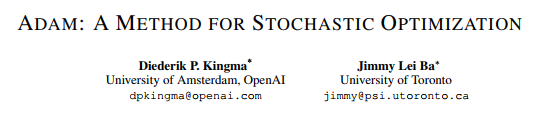 ADAM: A METHOD FOR STOCHASTIC OPTIMIZATION
Diederik P. Kingma*
University of Amsterdam, OpenAI
dpkingma@openai.com
Jimmy Lei Ba*
University of Toronto
jimmy@psi.utoronto.ca